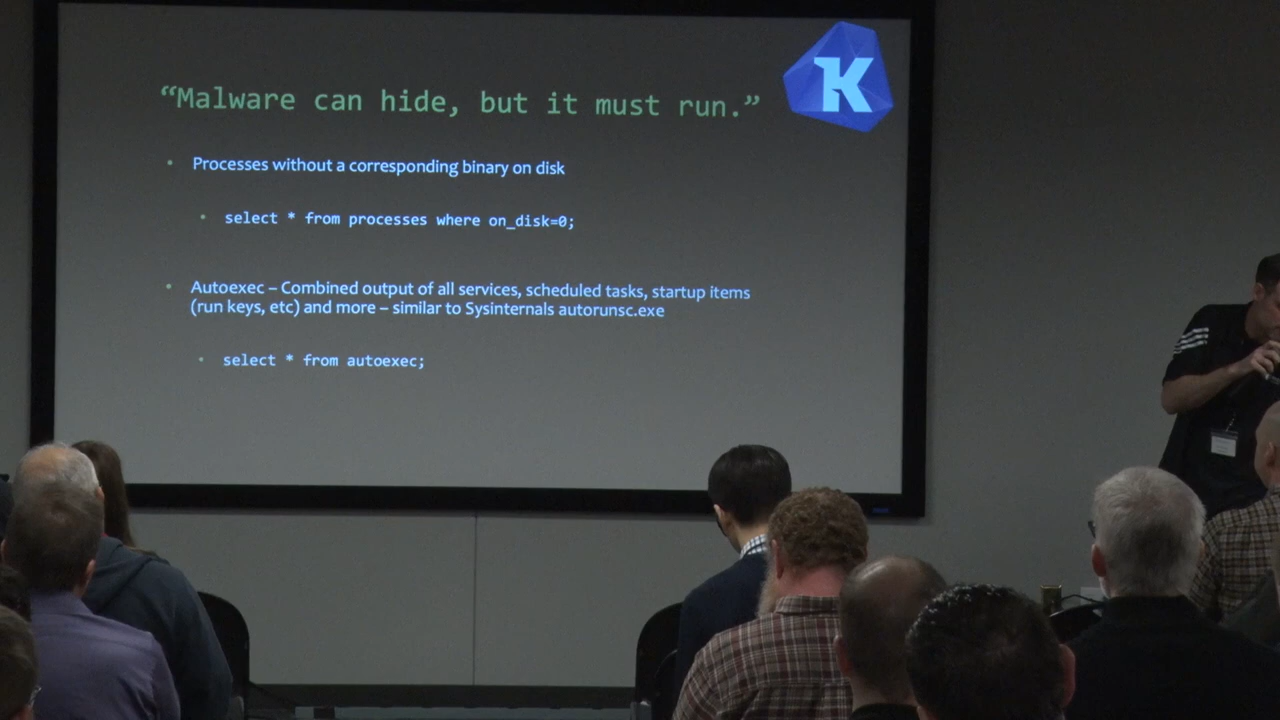 K
“Malware can hide, but it must run.”
• Processes without a corresponding binary on disk
• select * from processes where on_disk=0;
• Autoexec – Combined output of all services, scheduled tasks, startup items
(run keys, etc) and more – similar to Sysinternals autorunsc.exe
• select * from autoexec;